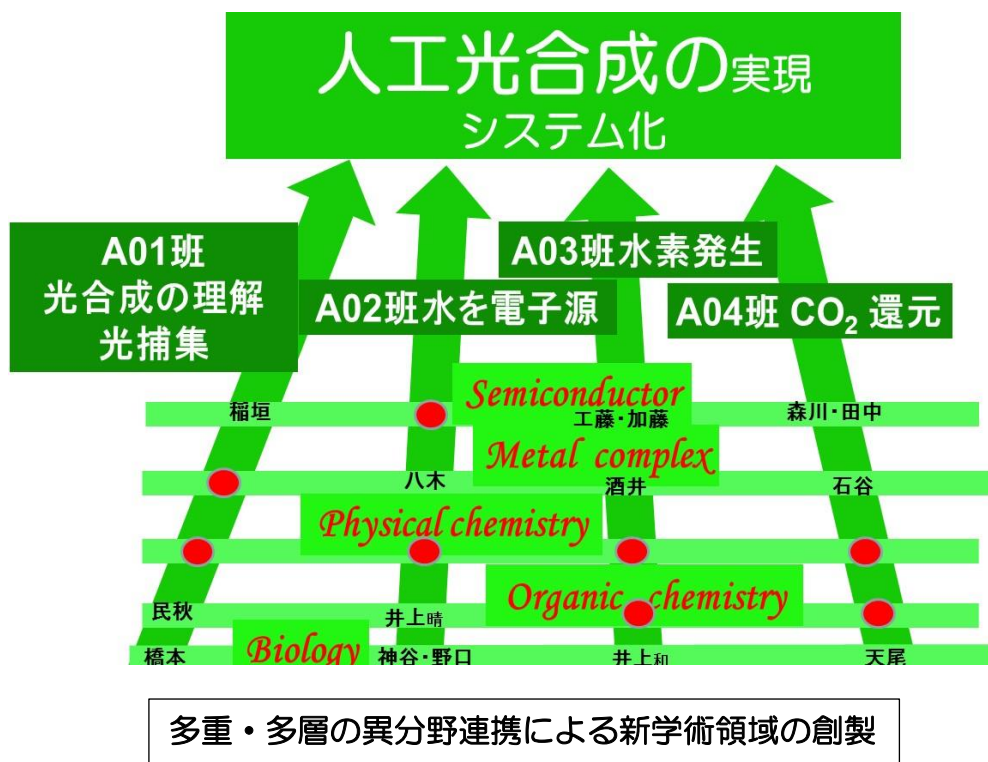 人工光合成の実現
システム化
A01班
光合成の理解
光捕集
A02班水を電子源
A03班水素発生
A04班 CO₂ 還元
Semiconductor
稲垣
工藤・加藤
森川・田中
Metal complex
八木
酒井
石谷
Physical chemistry
Organic chemistry
民秋
井上晴
Biology
橋本
神谷・野口
井上和
天尾
多重・多層の異分野連携による新学術領域の創製